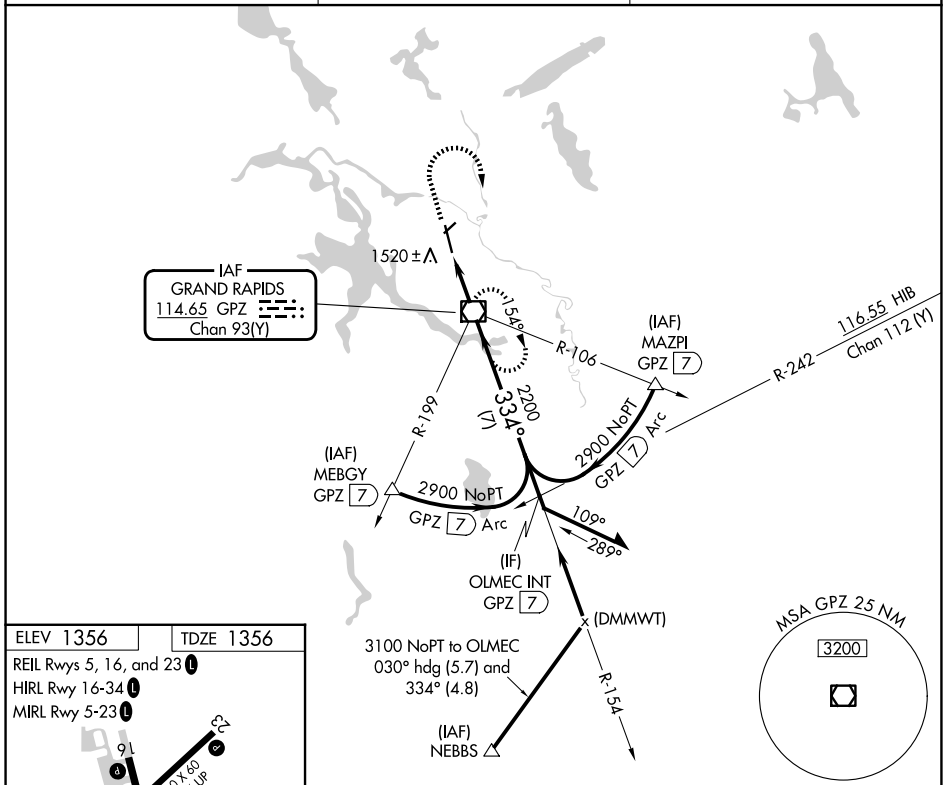 1520±
IAF
GRAND RAPIDS
114.65 GPZ
Chan 93(Y)
154°
R-106
(IAF)
MAZPI
GPZ 7
116.55 HIB
Chan 112 (Y)
R-242
R-199
2200
334°
(7)
2900 NoPT
GPZ 7 Arc
(IAF)
MEBGY
GPZ 7
2900 NoPT
GPZ 7 Arc
109°
289°
(IF)
OLMEC INT
GPZ 7
(DMMWT)
3100 NoPT to OLMEC
030° hdg (5.7) and
334° (4.8)
R-154
(IAF)
NEBBS
MSA GPZ 25 NM
3200
ELEV 1356
TDZE 1356
REIL Rwys 5, 16, and 23 L
HIRL Rwy 16-34 L
MIRL Rwy 5-23 L
16
P
23
P
X 60
UP